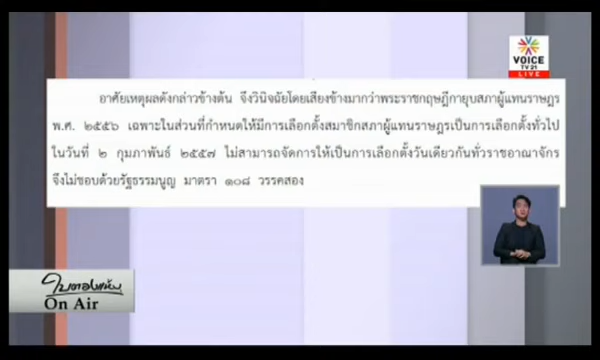 VOICE
TV 21
LIVE
อาศัยเหตุผลดังกล่าวข้างต้น จึงวินิจฉัยโดยเสียงข้างมากว่าพระราชกฤษฎีกายุบสภาผู้แทนราษฎร
พ.ศ. ๒๕๕๖ เฉพาะในส่วนที่กำหนดให้มีการเลือกตั้งสมาชิกสภาผู้แทนราษฎรเป็นการเลือกตั้งทั่วไป
ในวันที่ ๒ กุมภาพันธ์ ๒๕๕๗ ไม่สามารถจัดการให้เป็นการเลือกตั้งวันเดียวกันทั่วราชอาณาจักร
จึงไม่ชอบด้วยรัฐธรรมนูญ มาตรา ๑๐๘ วรรคสอง
ใบตองแห้ง
On Air